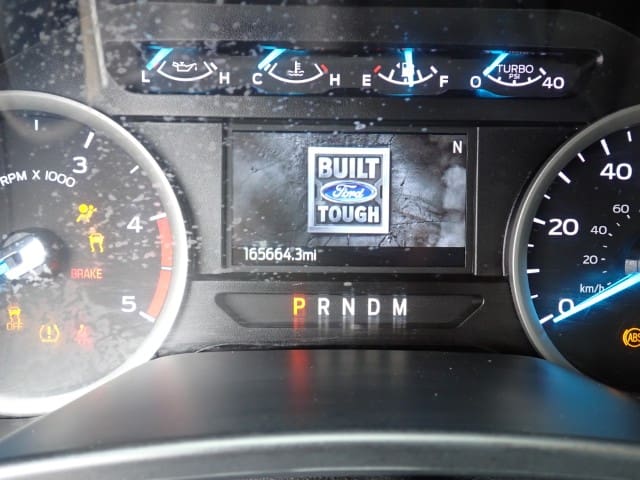 L H C H E F TURBO PSI 0 40
RPM X 1000
3
4
5
BRAKE
OFF
BUILT
Ford
TOUGH
N
165664.3mi
P R N D M
40
20
0
60
40
20
km/h
ABS